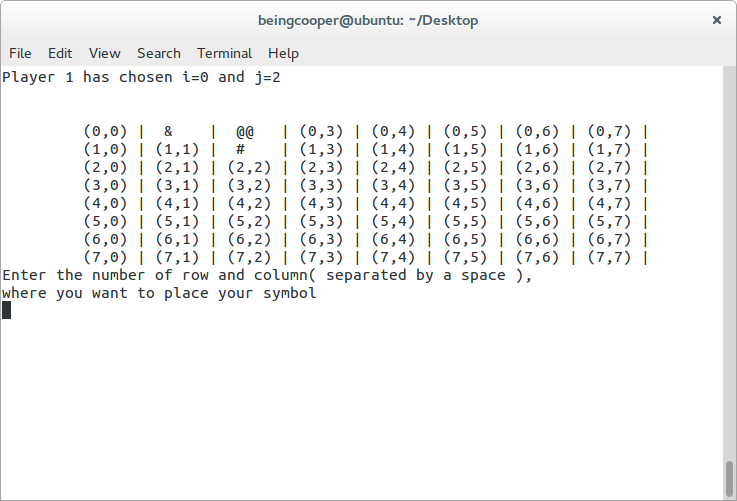 beingcooper@ubuntu: ~/Desktop
File Edit View Search Terminal Help
Player 1 has chosen i=0 and j=2
(0,0) | & | @@ | (0,3) | (0,4) | (0,5) | (0,6) | (0,7) |
(1,0) | (1,1) | # | (1,3) | (1,4) | (1,5) | (1,6) | (1,7) |
(2,0) | (2,1) | (2,2) | (2,3) | (2,4) | (2,5) | (2,6) | (2,7) |
(3,0) | (3,1) | (3,2) | (3,3) | (3,4) | (3,5) | (3,6) | (3,7) |
(4,0) | (4,1) | (4,2) | (4,3) | (4,4) | (4,5) | (4,6) | (4,7) |
(5,0) | (5,1) | (5,2) | (5,3) | (5,4) | (5,5) | (5,6) | (5,7) |
(6,0) | (6,1) | (6,2) | (6,3) | (6,4) | (6,5) | (6,6) | (6,7) |
(7,0) | (7,1) | (7,2) | (7,3) | (7,4) | (7,5) | (7,6) | (7,7) |
Enter the number of row and column( separated by a space ),
where you want to place your symbol